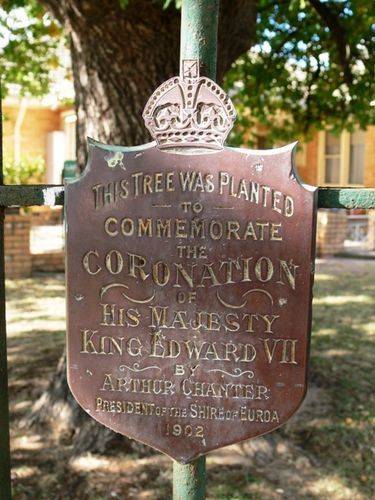 THIS TREE WAS PLANTED
TO
COMMEMORATE
THE
CORONATION
OF
HIS MAJESTY
KING EDWARD VII
BY
ARTHUR CHANTER
PRESIDENT OF THE SHIRE OF EUROA
1902